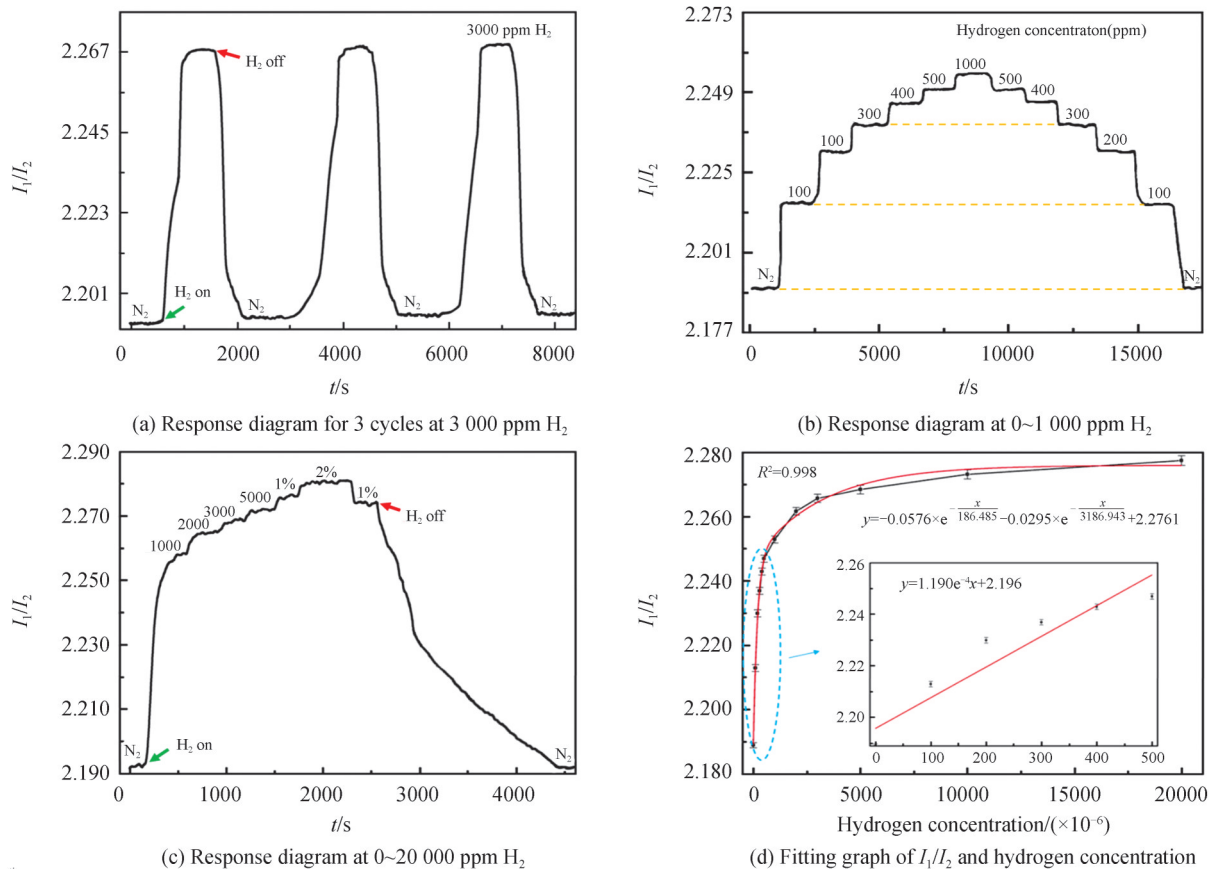 2.267
2.245
2.223
2.201
I₁/I₂
3000 ppm H₂
H₂ off
N₂
H₂ on
N₂
N₂
N₂
0
2000
4000
6000
8000
t/s
(a) Response diagram for 3 cycles at 3 000 ppm H₂
2.273
2.249
2.225
2.201
2.177
I₁/I₂
Hydrogen concentraton(ppm)
N₂
100
100
300
400
500
1000
500
400
300
200
100
N₂
0
5000
10000
15000
t/s
(b) Response diagram at 0~1 000 ppm H₂
2.290
2.270
2.250
2.230
2.210
2.190
I₁/I₂
N₂
H₂ on
1000
2000
3000
5000
1%
2%
1%
H₂ off
N₂
0
1000
2000
3000
4000
t/s
(c) Response diagram at 0~20 000 ppm H₂
2.280
2.260
2.240
2.220
2.200
2.180
I₁/I₂
R²=0.998
y=−0.0576×e^(−x/186.485)−0.0295×e^(−x/3186.943)+2.2761
2.26
2.24
2.22
2.20
y=1.190e⁻⁴x+2.196
0
100
200
300
400
500
0
5000
10000
15000
20000
Hydrogen concentration/(×10⁻⁶)
(d) Fitting graph of I₁/I₂ and hydrogen concentration